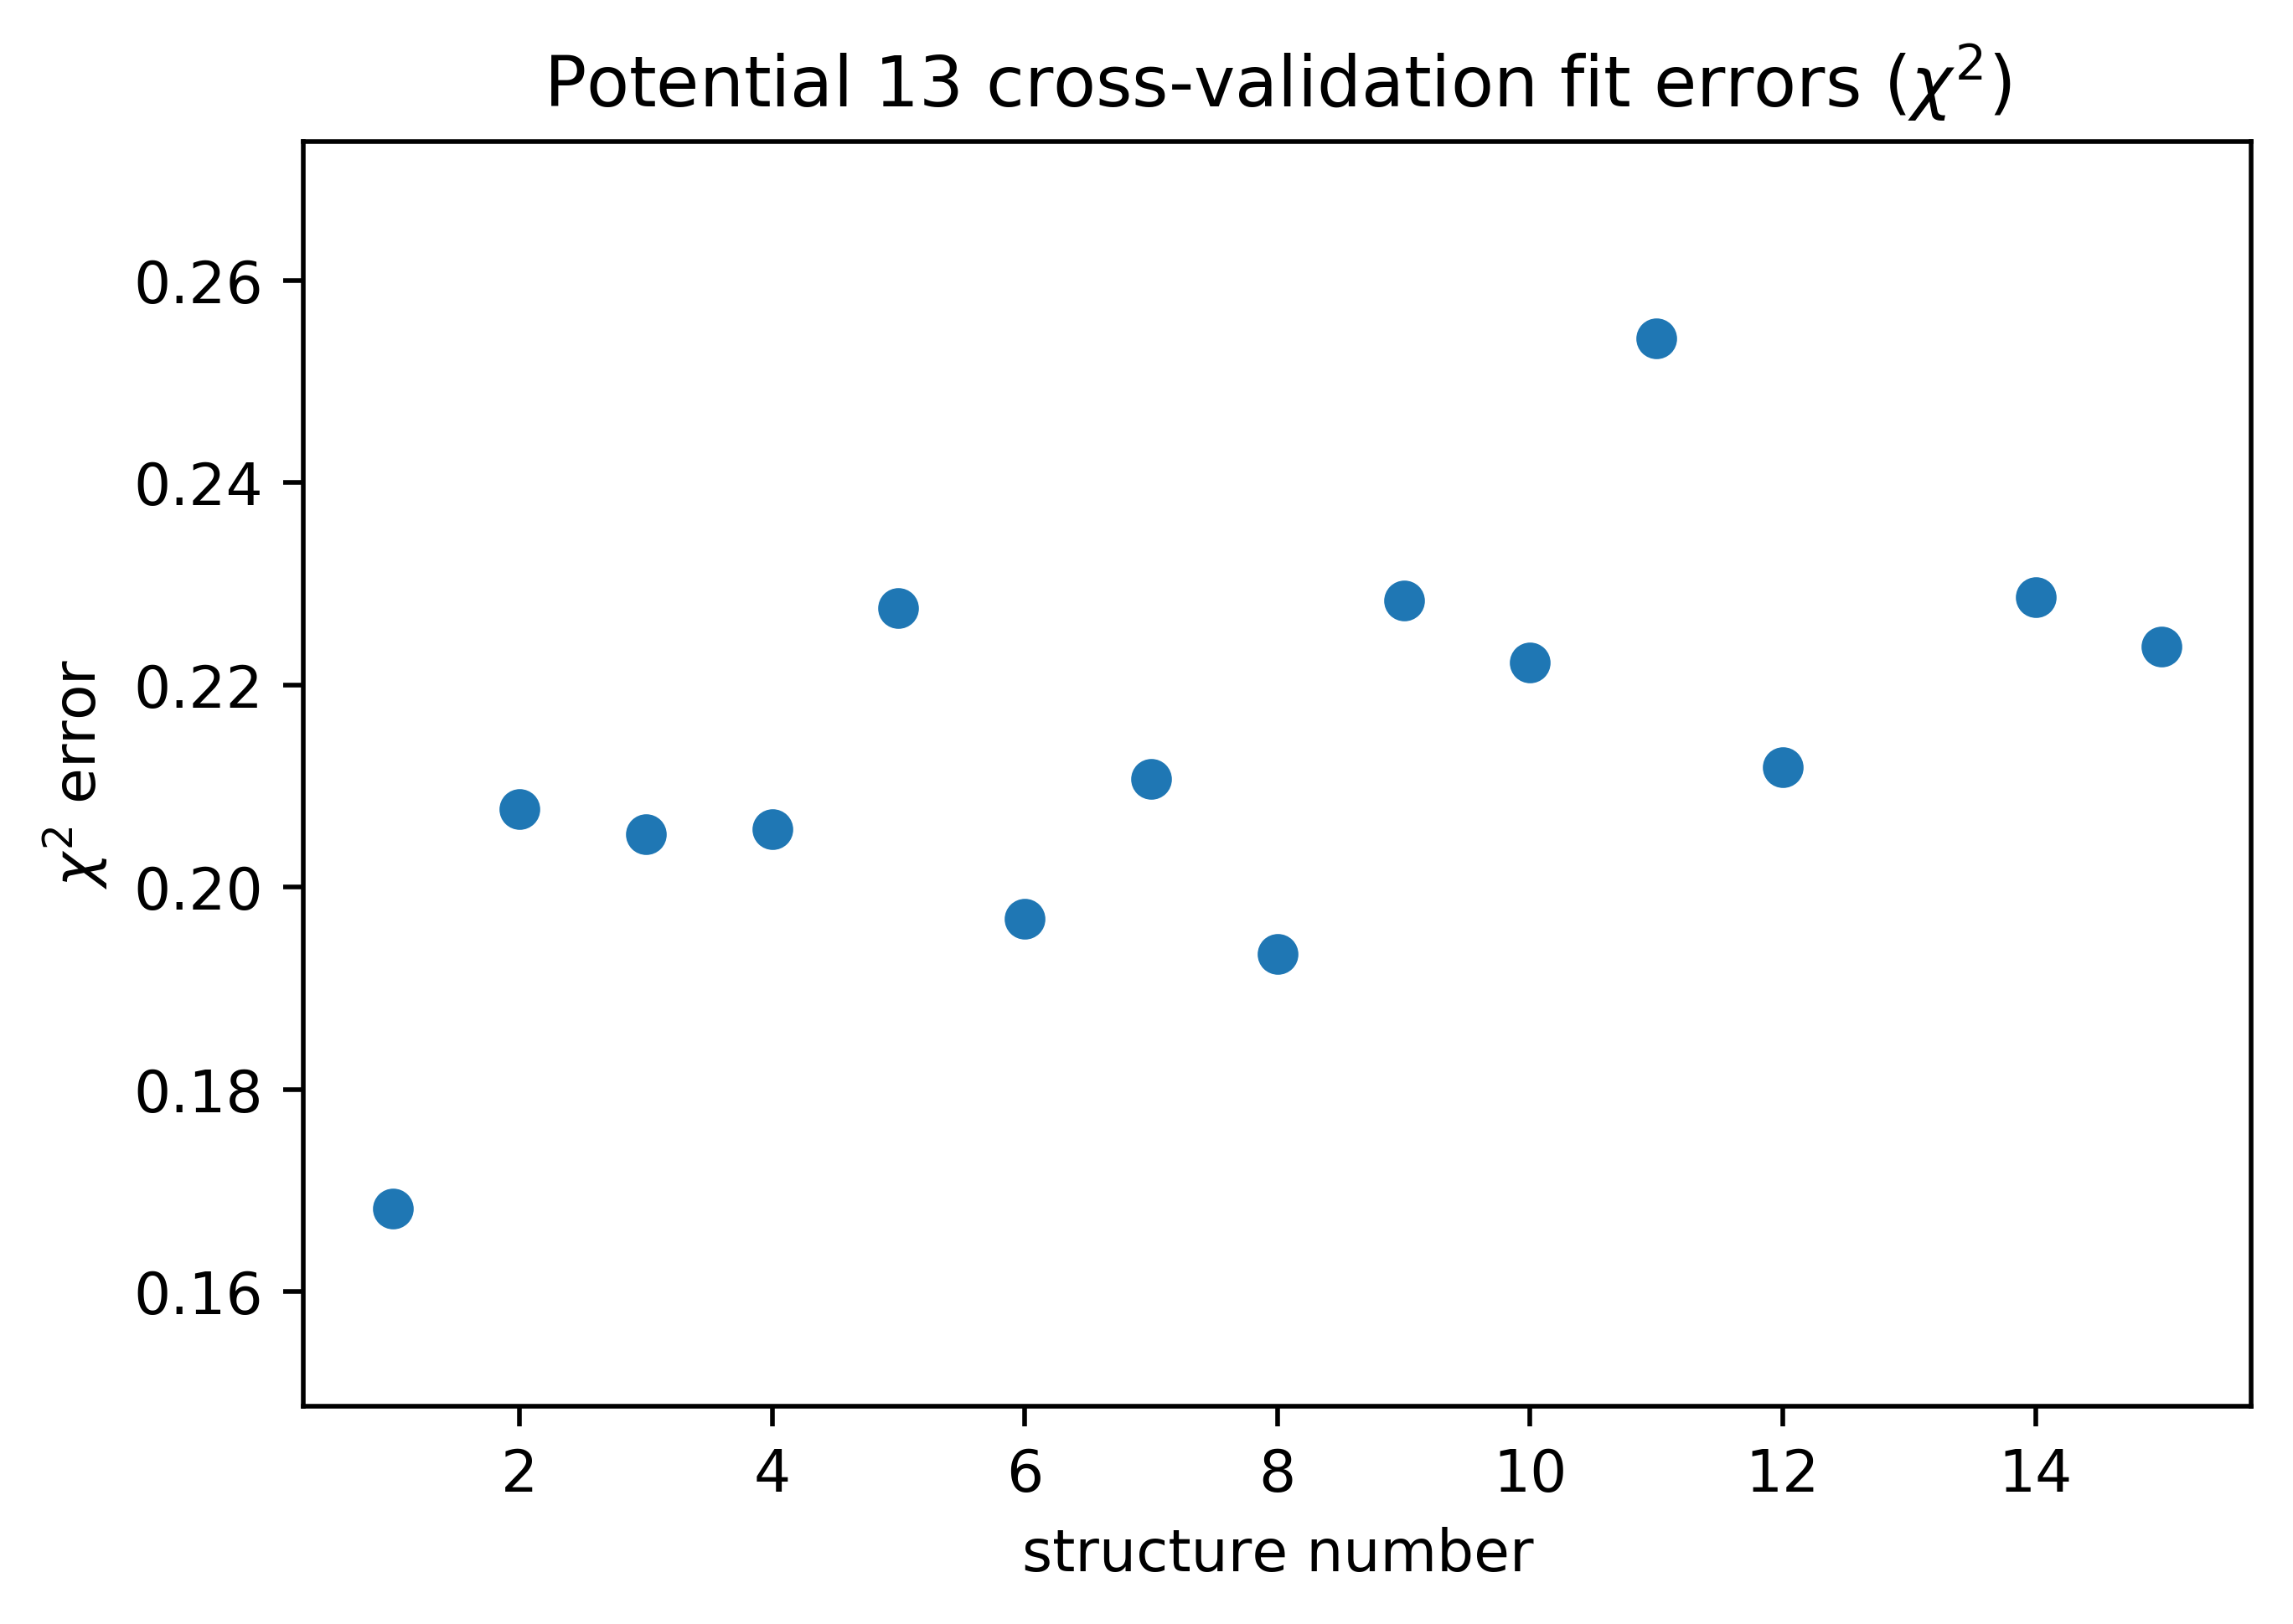 Potential 13 cross-validation fit errors (χ²)
0.26
0.24
0.22
0.20
0.18
0.16
χ² error
2 4 6 8 10 12 14
structure number